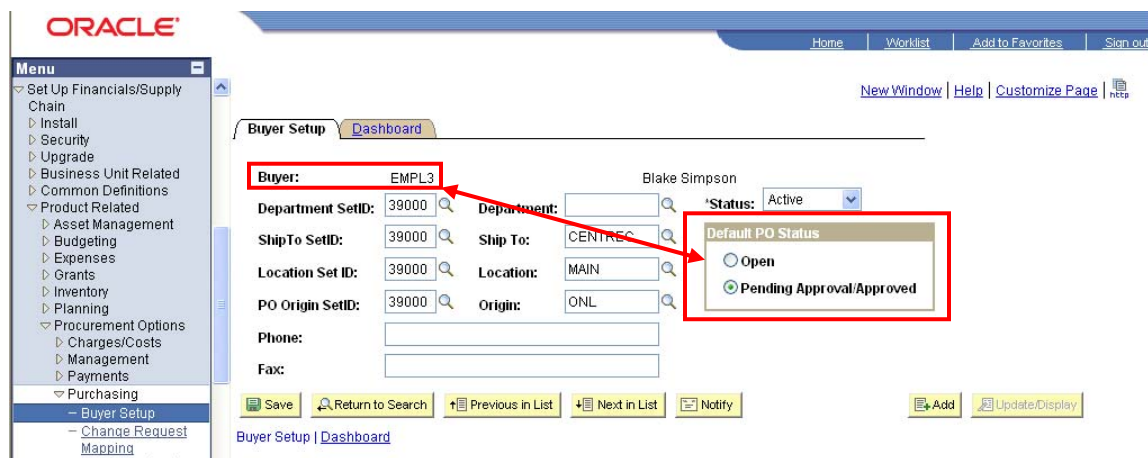 ORACLE'
Home Worklist Add to Favorites Sign out
Menu
Set Up Financials/Supply
Chain
Install
Security
Upgrade
Business Unit Related
Common Definitions
Product Related
Asset Management
Budgeting
Expenses
Grants
Inventory
Planning
Procurement Options
Charges/Costs
Management
Payments
Purchasing
– Buyer Setup
– Change Request
Mapping
New Window | Help | Customize Page | http
Buyer Setup Dashboard
Buyer: EMPL3 Blake Simpson
Department SetID: 39000 Department: *Status: Active
ShipTo SetID: 39000 Ship To: CENTREC
Location Set ID: 39000 Location: MAIN
PO Origin SetID: 39000 Origin: ONL
Phone:
Fax:
Default PO Status
Open
Pending Approval/Approved
Save Return to Search Previous in List Next in List Notify Add Update/Display
Buyer Setup | Dashboard